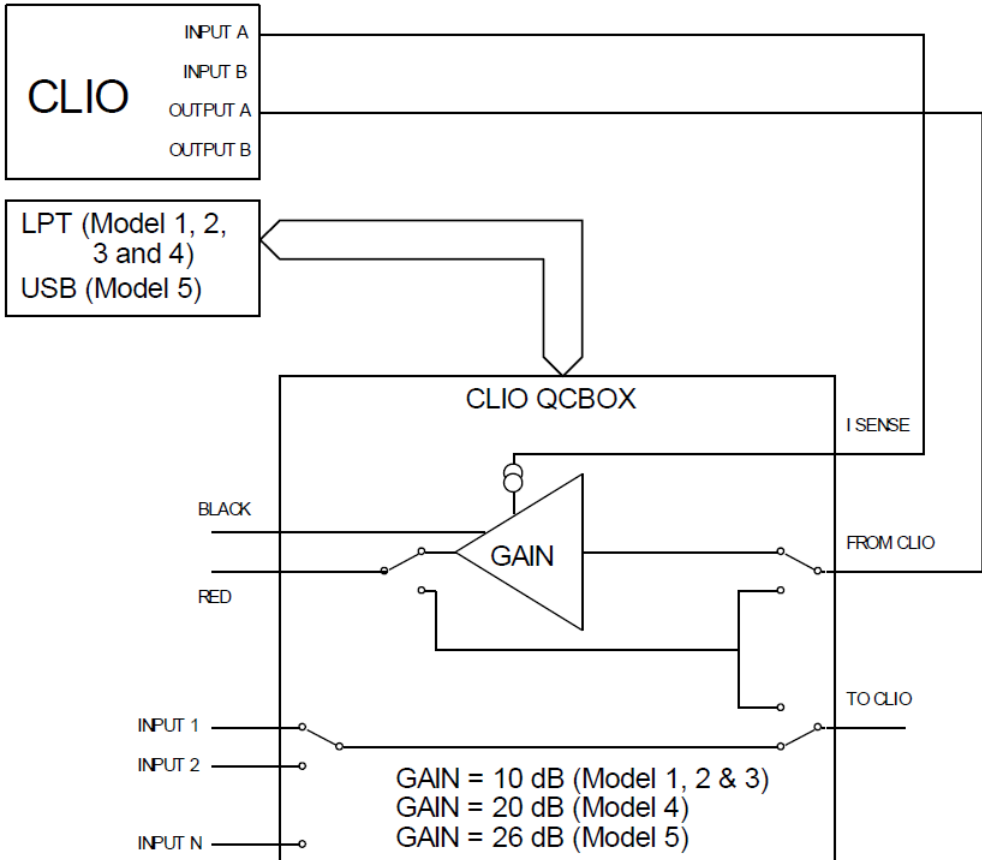 INPUT A
INPUT B
CLIO
OUTPUT A
OUTPUT B
LPT (Model 1, 2,
3 and 4)
USB (Model 5)
CLIO QCBOX
I SENSE
BLACK
GAIN
FROM CLIO
RED
TO CLIO
INPUT 1
INPUT 2
GAIN = 10 dB (Model 1, 2 & 3)
GAIN = 20 dB (Model 4)
GAIN = 26 dB (Model 5)
INPUT N